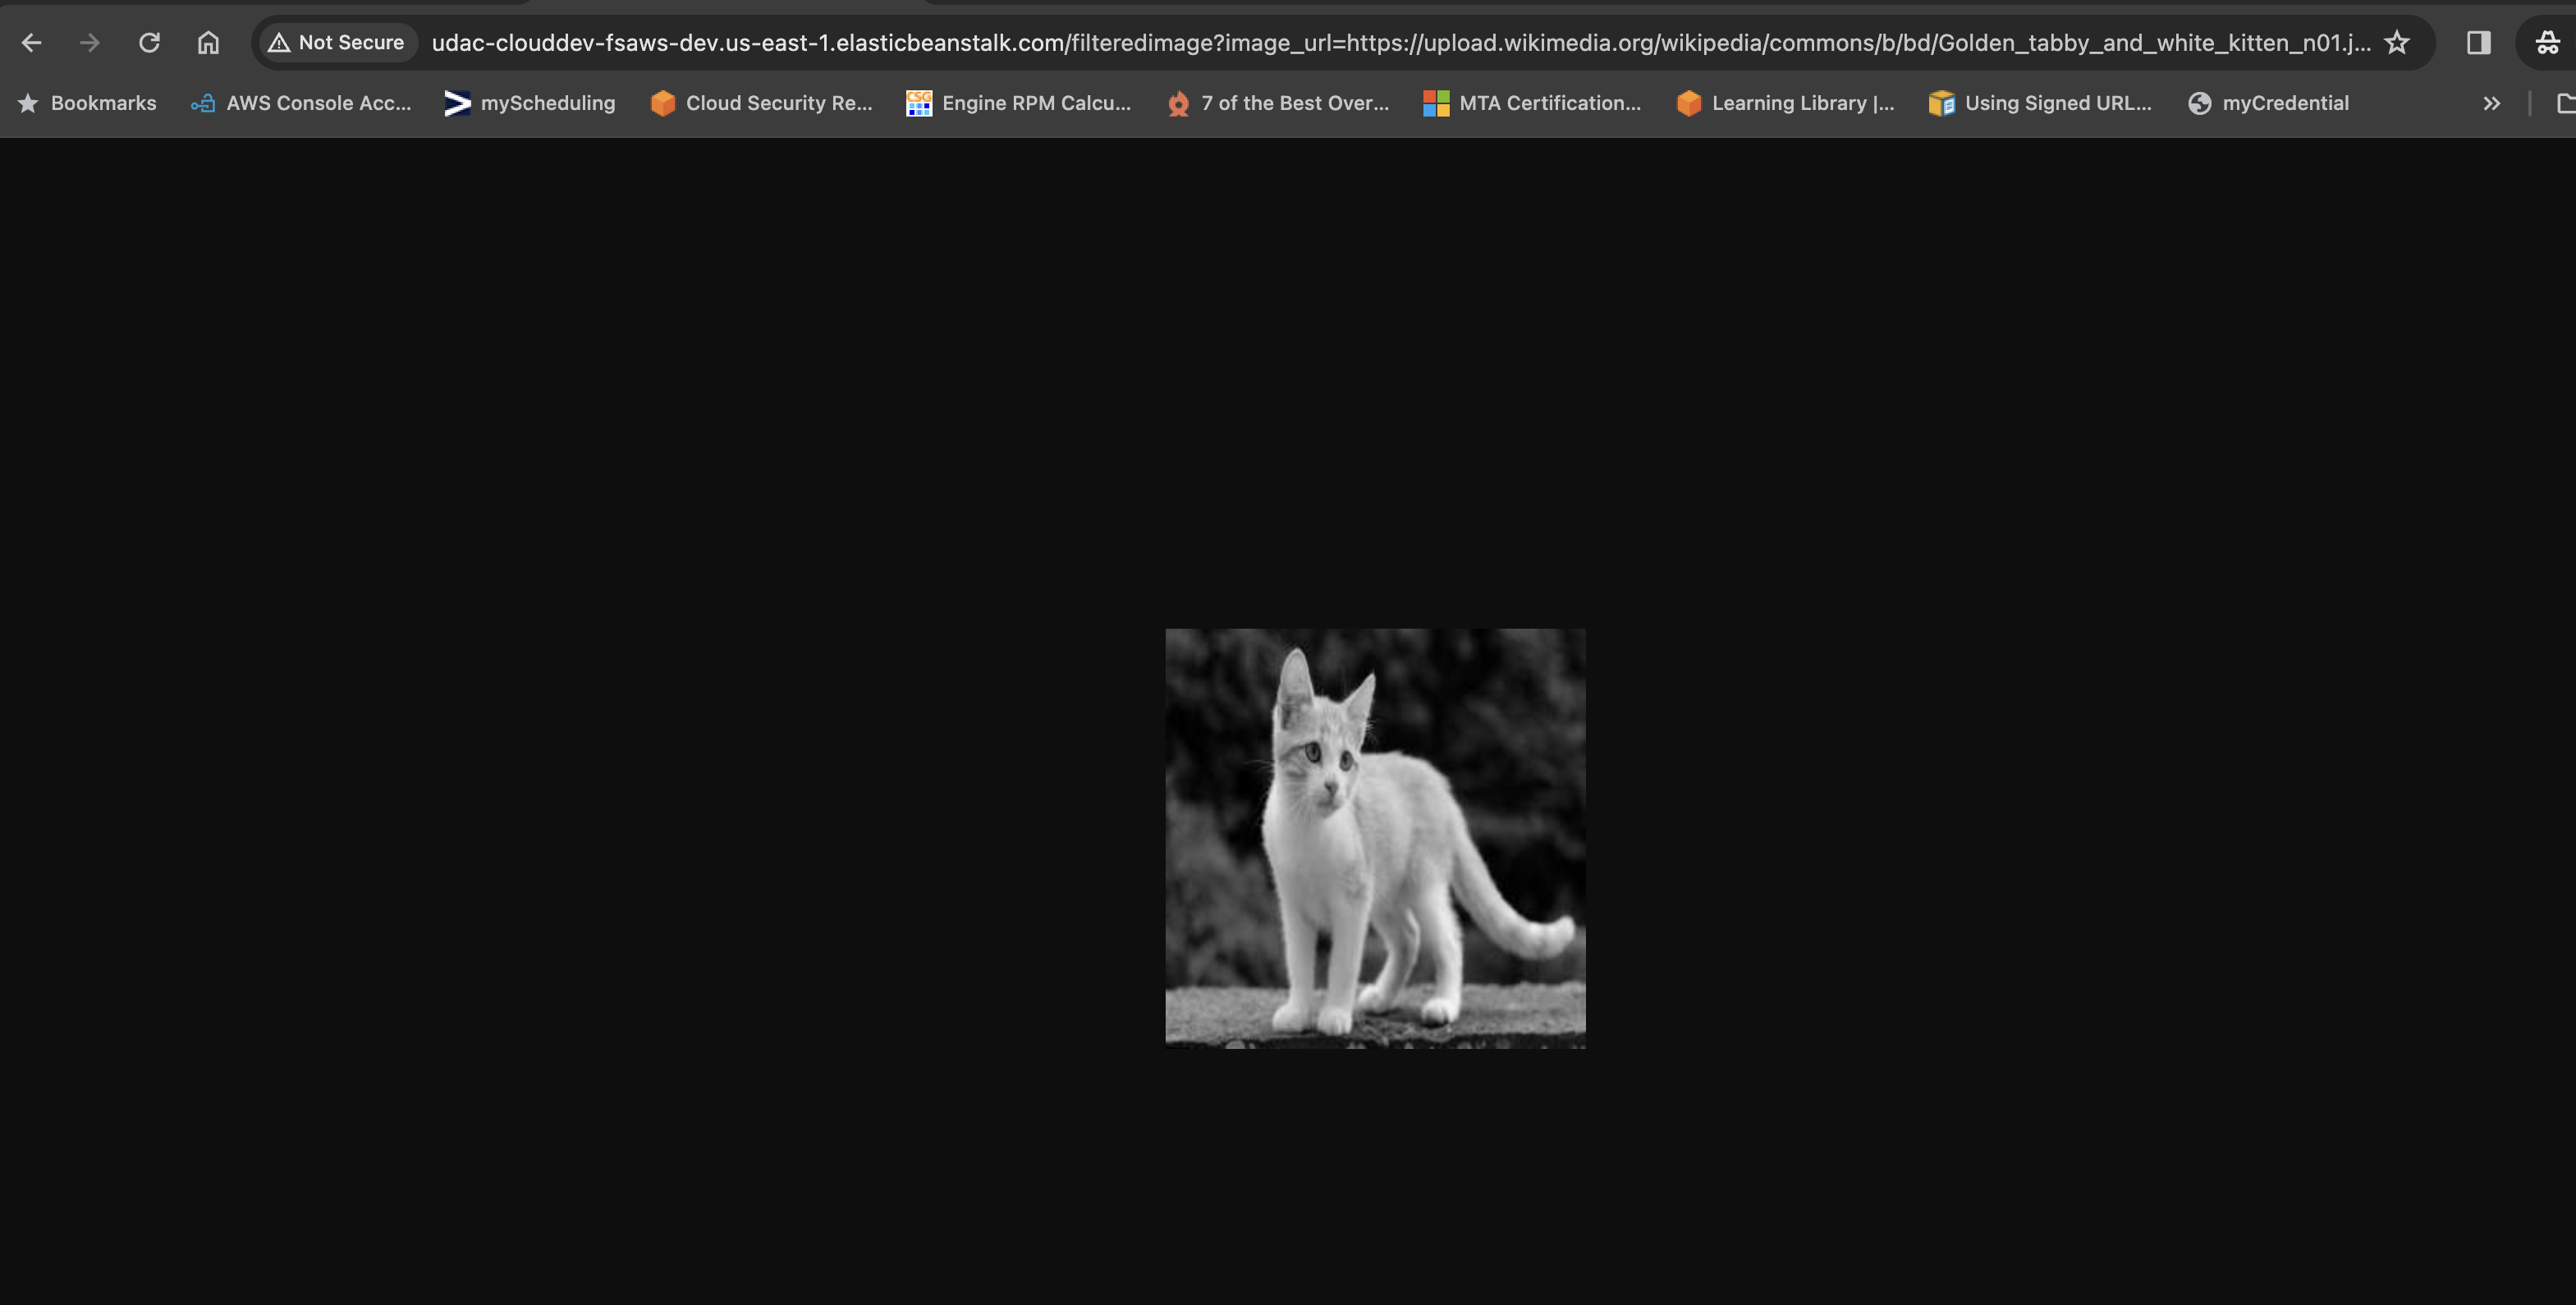 Not Secure udac-clouddev-fsaws-dev.us-east-1.elasticbeanstalk.com/filteredimage?image_url=https://upload.wikimedia.org/wikipedia/commons/b/bd/Golden_tabby_and_white_kitten_n01.j...
Bookmarks AWS Console Acc... myScheduling CSG Cloud Security Re... Engine RPM Calcu... 7 of the Best Over... MTA Certification... Learning Library |... Using Signed URL... myCredential